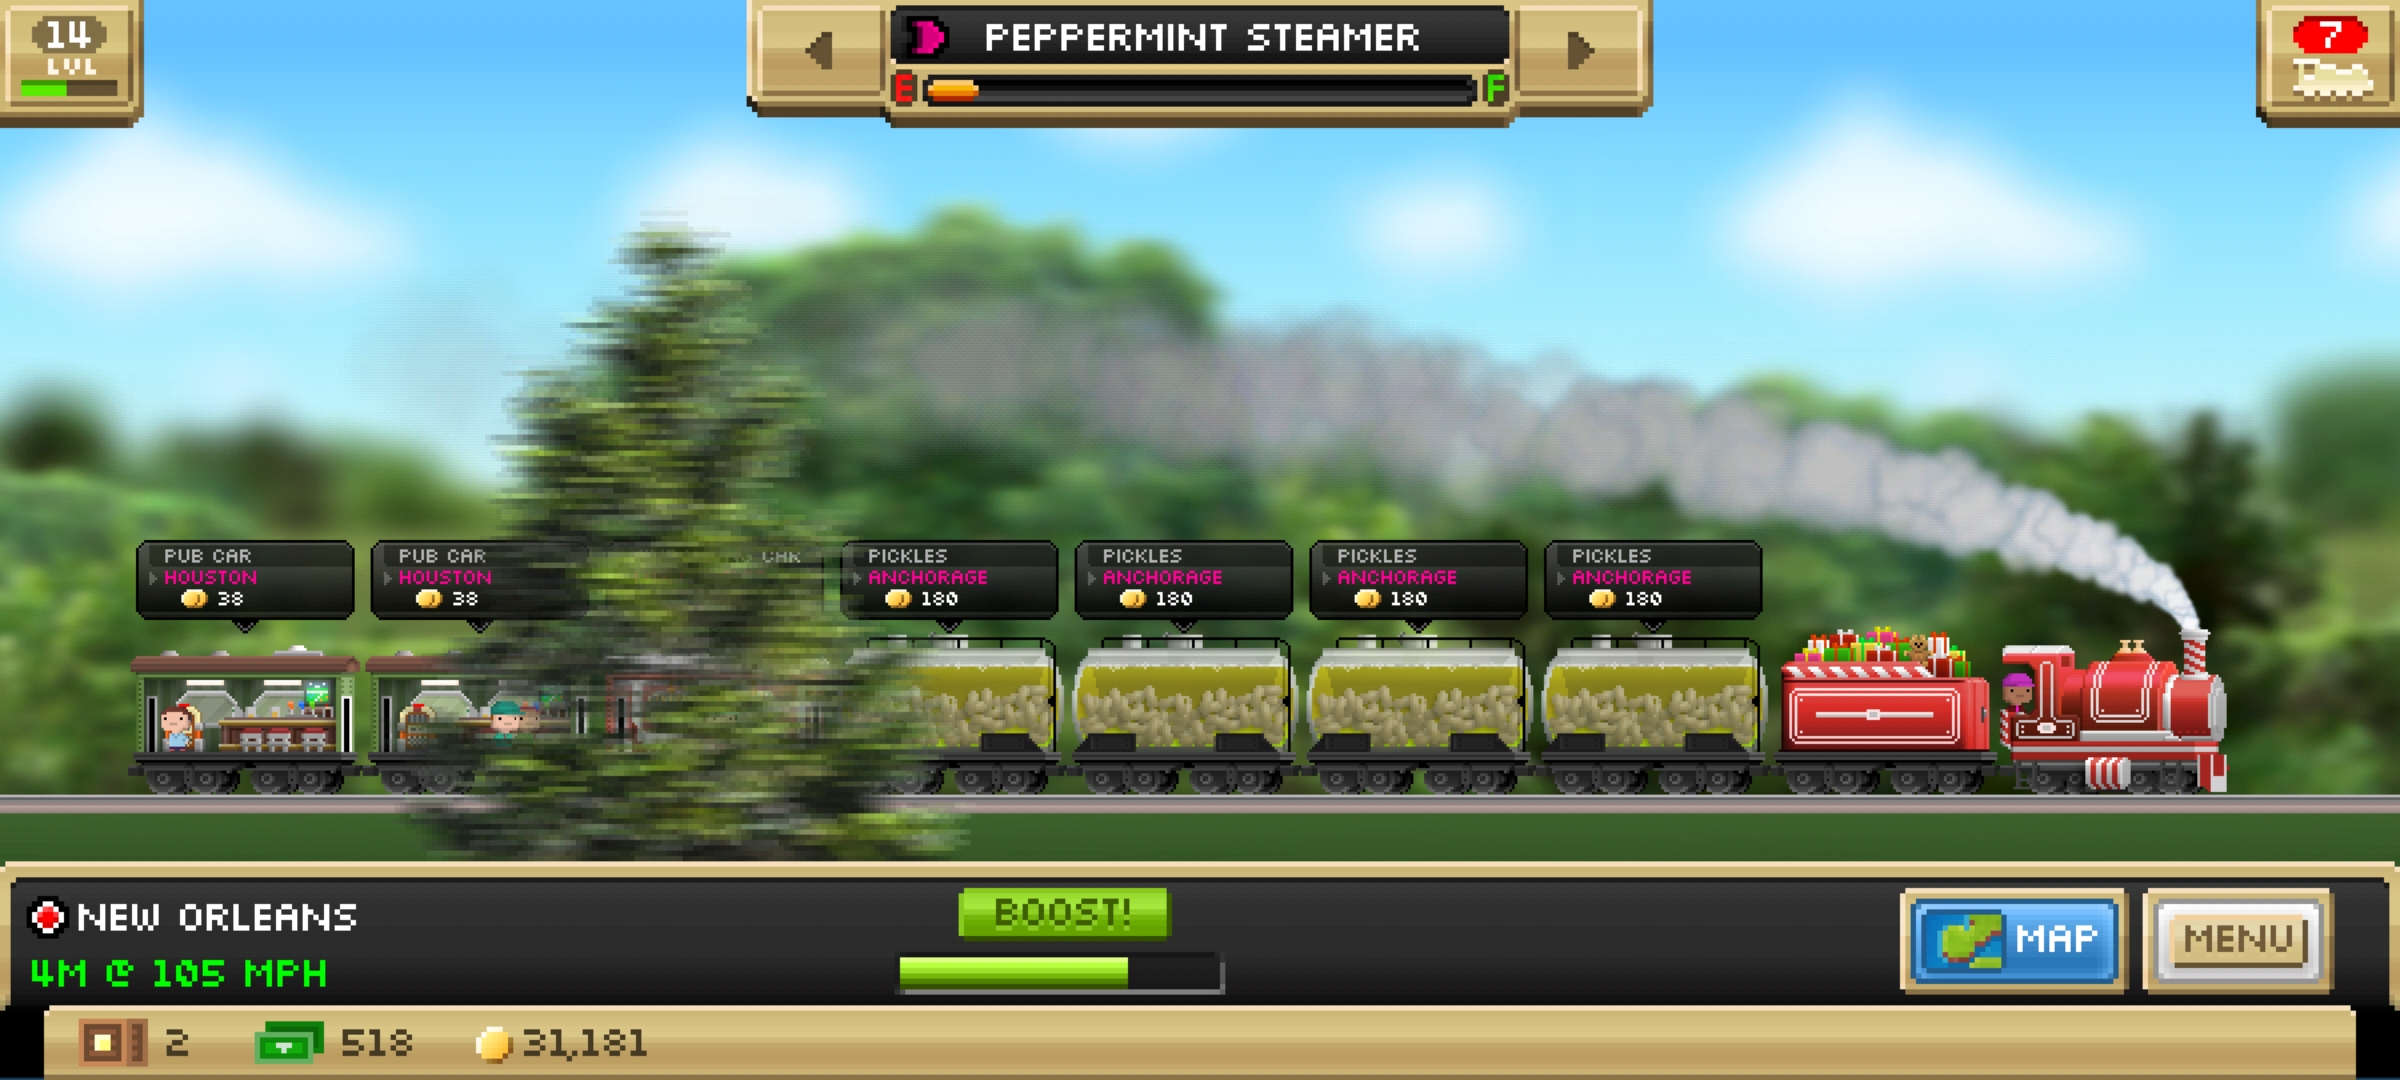 14
LVL
PEPPERMINT STEAMER
E
F
7
PUB CAR
HOUSTON
38
PUB CAR
HOUSTON
38
CAR
PICKLES
ANCHORAGE
180
PICKLES
ANCHORAGE
180
PICKLES
ANCHORAGE
180
PICKLES
ANCHORAGE
180
NEW ORLEANS
4M @ 105 MPH
BOOST!
MAP
MENU
2
518
31,181